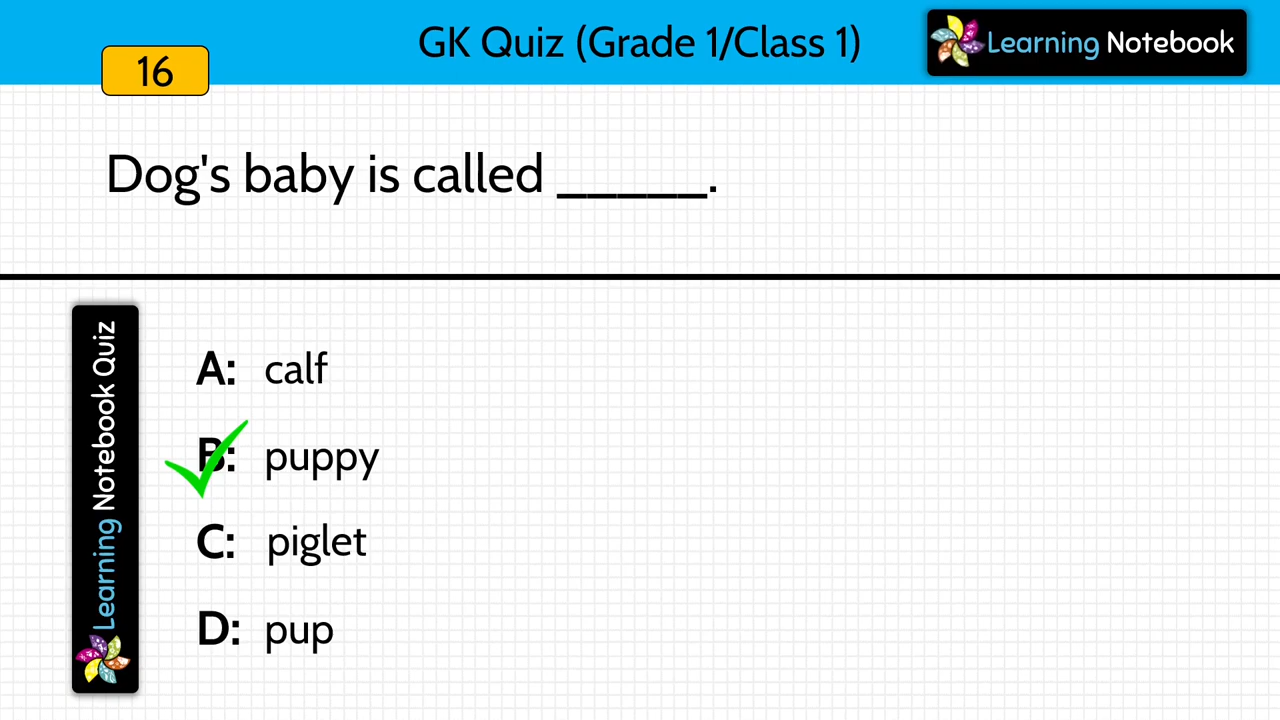 GK Quiz (Grade 1/Class 1)
Learning Notebook
16
Dog's baby is called _____.
Learning Notebook Quiz
A: calf
B: puppy
C: piglet
D: pup